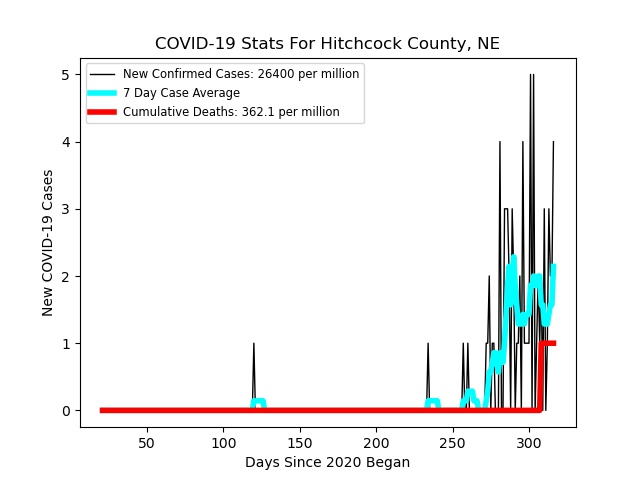 COVID-19 Stats For Hitchcock County, NE
New Confirmed Cases: 26400 per million
7 Day Case Average
Cumulative Deaths: 362.1 per million
New COVID-19 Cases
5
4
3
2
1
0
50 100 150 200 250 300
Days Since 2020 Began